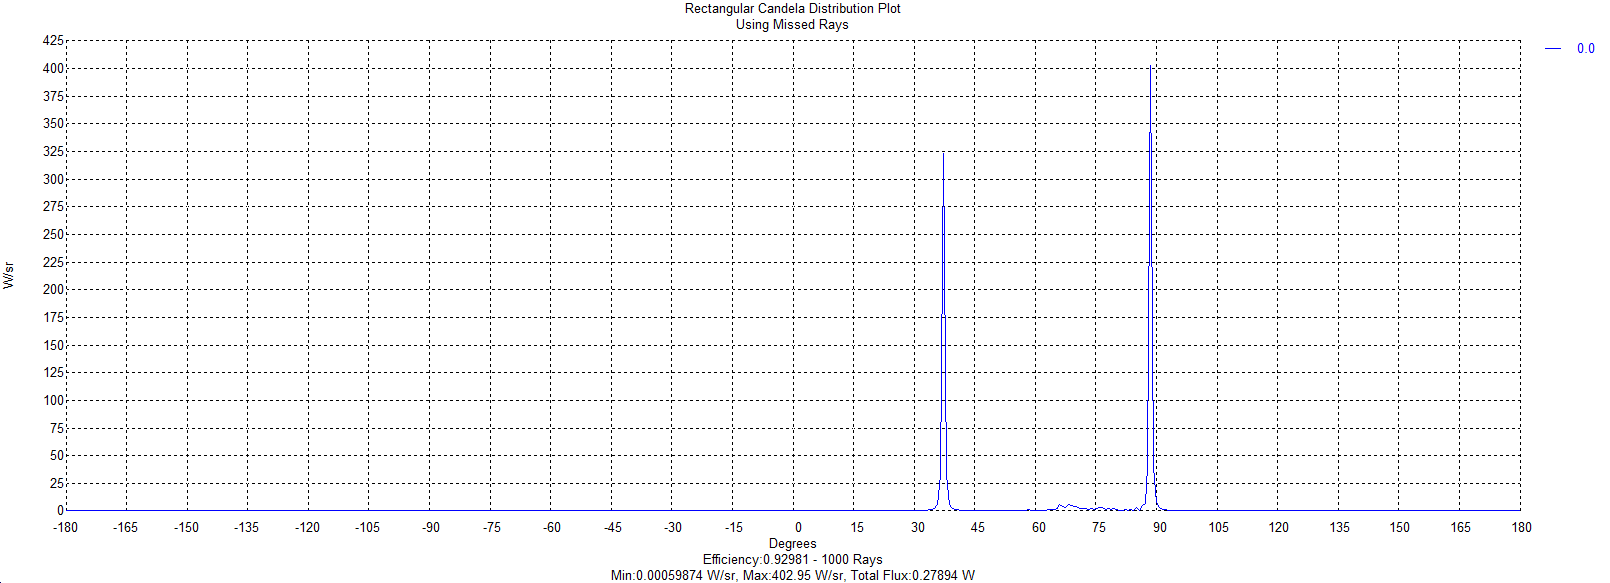 Rectangular Candela Distribution Plot
Using Missed Rays
0.0
425
400
375
350
325
300
275
250
225
200
175
150
125
100
75
50
25
0
W/sr
-180 -165 -150 -135 -120 -105 -90 -75 -60 -45 -30 -15 0 15 30 45 60 75 90 105 120 135 150 165 180
Degrees
Efficiency:0.92981 - 1000 Rays
Min:0.00059874 W/sr, Max:402.95 W/sr, Total Flux:0.27894 W